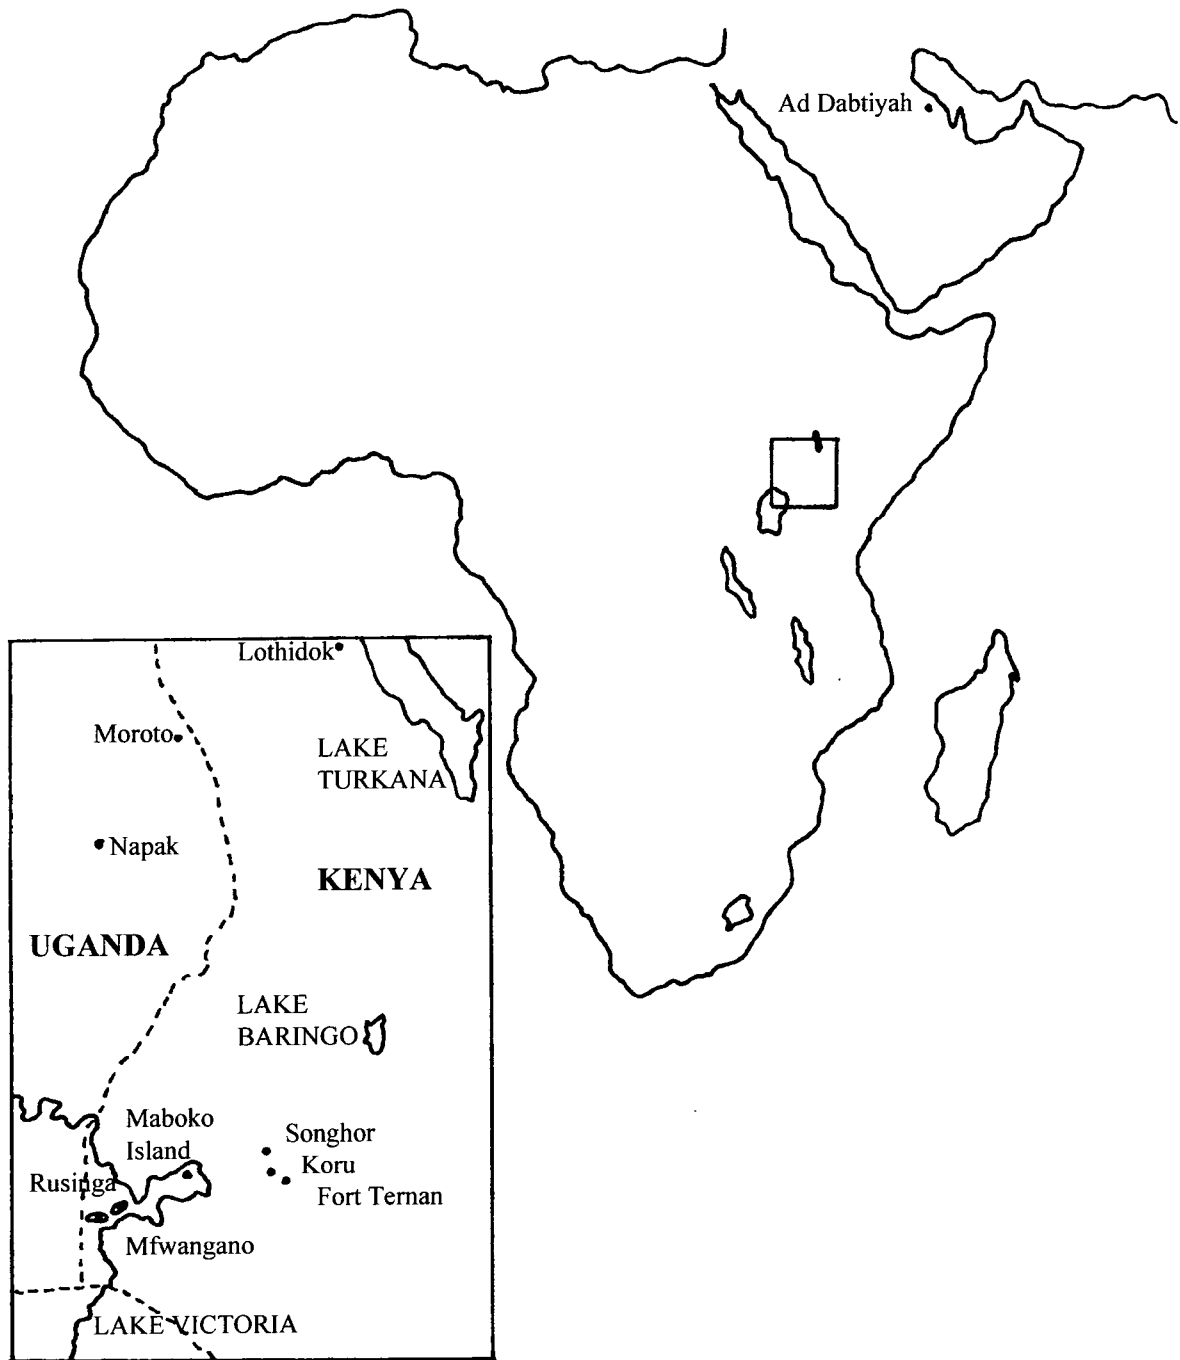 Ad Dabtiyah
Lothidok
Moroto
LAKE
TURKANA
Napak
KENYA
UGANDA
LAKE
BARINGO
Maboko
Island
Songhor
Koru
Rusinga
Fort Ternan
Mfwangano
LAKE VICTORIA